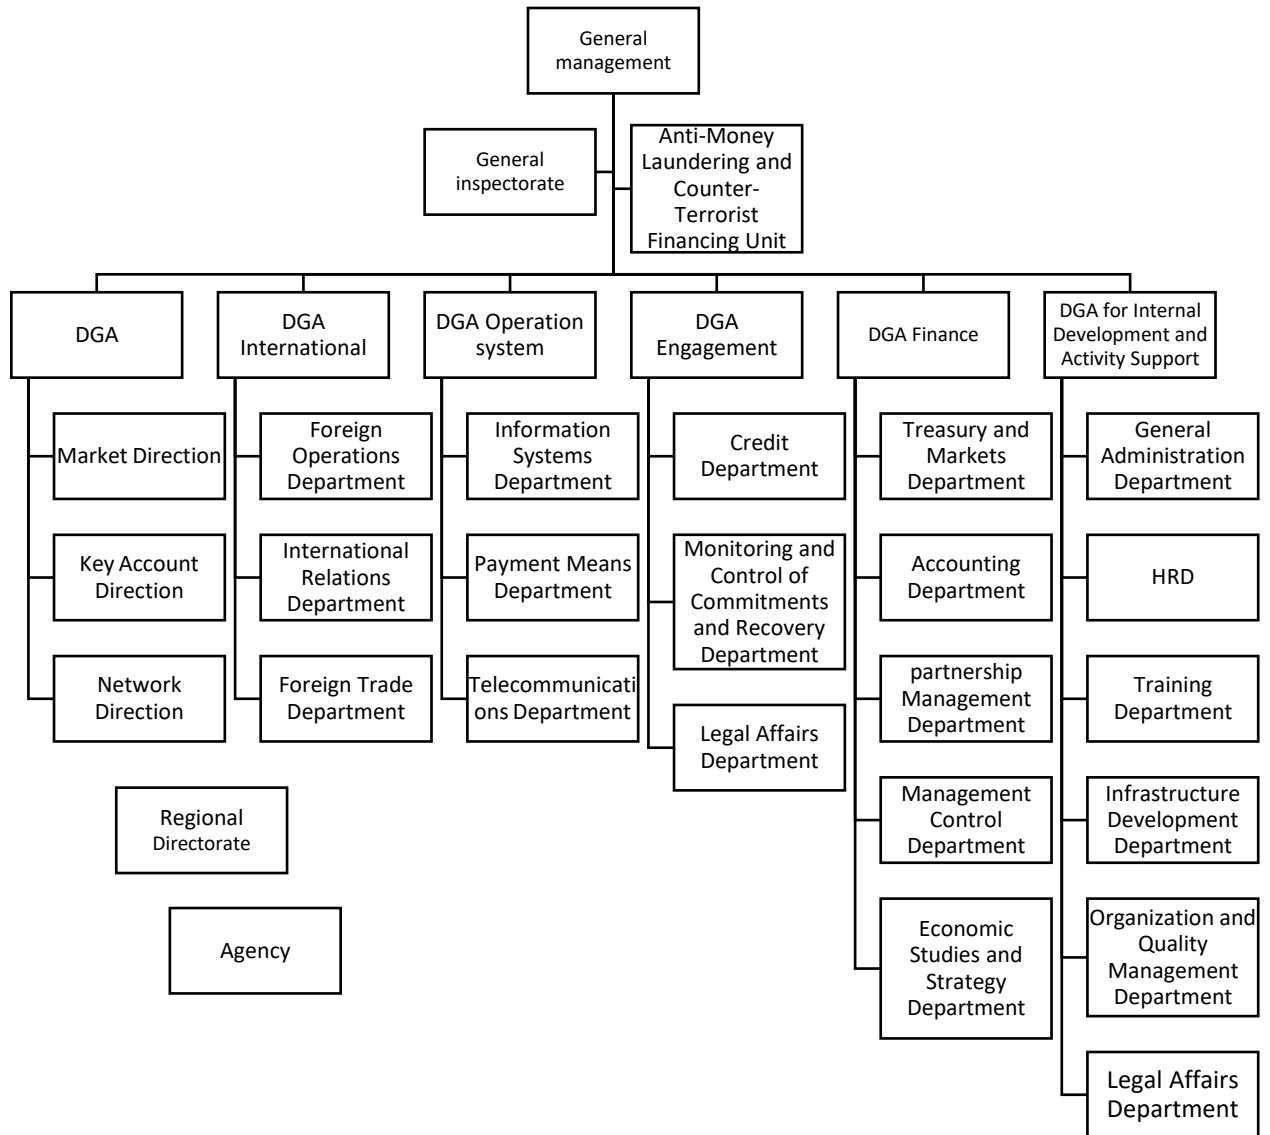 General
management
General
inspectorate
Anti-Money
Laundering and
Counter-
Terrorist
Financing Unit
DGA
DGA
International
DGA Operation
system
DGA
Engagement
DGA Finance
DGA for Internal
Development and
Activity Support
Market Direction
Key Account
Direction
Network
Direction
Regional
Directorate
Agency
Foreign
Operations
Department
International
Relations
Department
Foreign Trade
Department
Information
Systems
Department
Payment Means
Department
Telecommunicati
ons Department
Credit
Department
Monitoring and
Control of
Commitments
and Recovery
Department
Legal Affairs
Department
Treasury and
Markets
Department
Accounting
Department
partnership
Management
Department
Management
Control
Department
Economic
Studies and
Strategy
Department
General
Administration
Department
HRD
Training
Department
Infrastructure
Development
Department
Organization and
Quality
Management
Department
Legal Affairs
Department